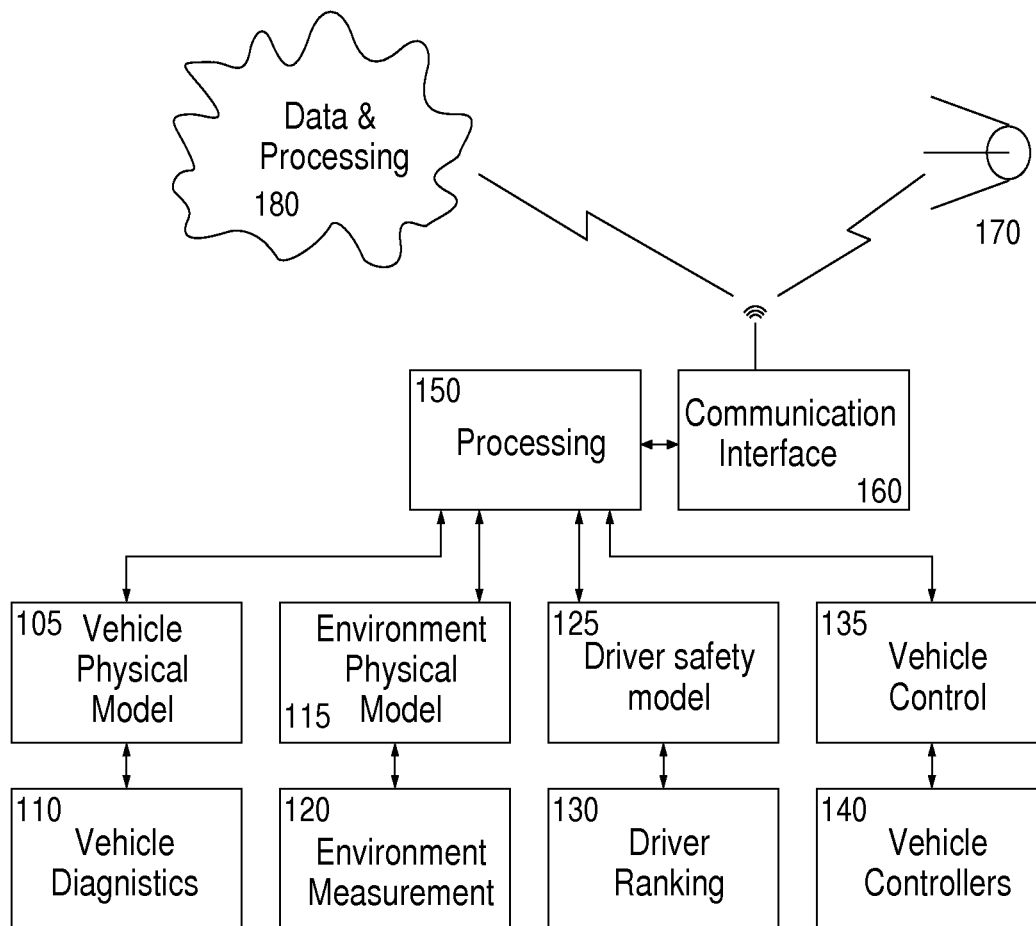 Data &
Processing
180
170
150
Processing
Communication
Interface
160
105
Vehicle
Physical
Model
Environment
Physical
Model
115
125
Driver safety
model
135
Vehicle
Control
110
Vehicle
Diagnistics
120
Environment
Measurement
130
Driver
Ranking
140
Vehicle
Controllers